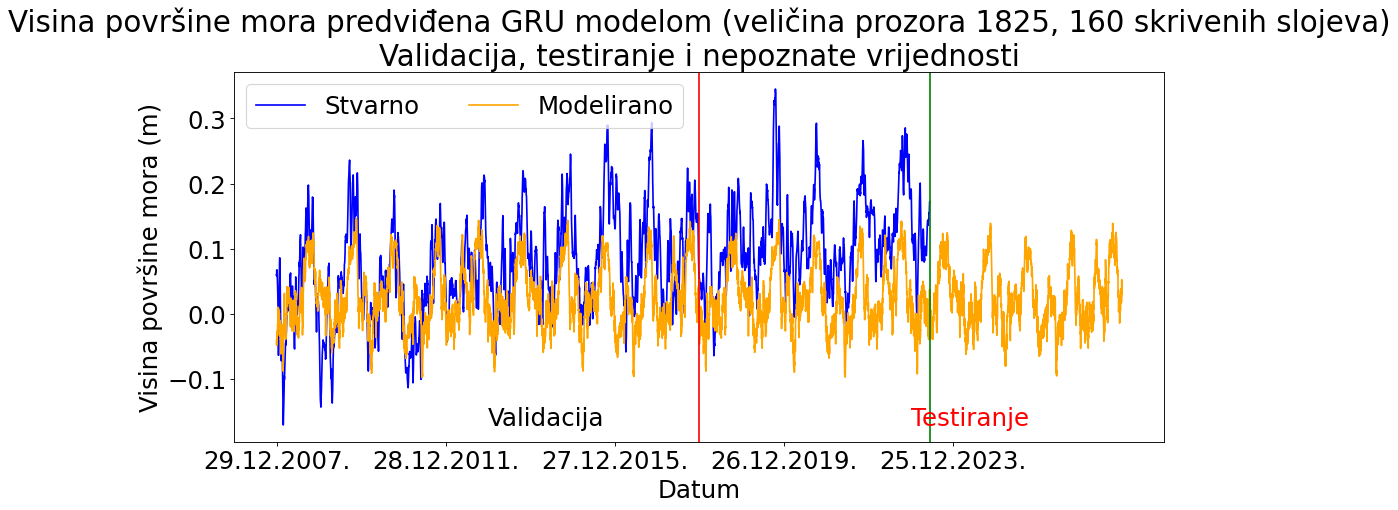 Visina površine mora predviđena GRU modelom (veličina prozora 1825, 160 skrivenih slojeva)
Validacija, testiranje i nepoznate vrijednosti
Stvarno
Modelirano
Visina površine mora (m)
0.3
0.2
0.1
0.0
−0.1
Validacija
Testiranje
29.12.2007.
28.12.2011.
27.12.2015.
26.12.2019.
25.12.2023.
Datum